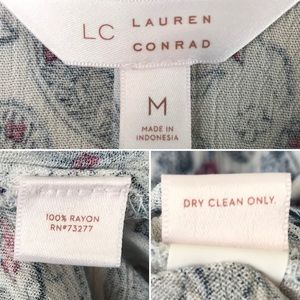 LC LAUREN
CONRAD
M
MADE IN
INDONESIA
100% RAYON
RN#73277
DRY CLEAN ONLY.